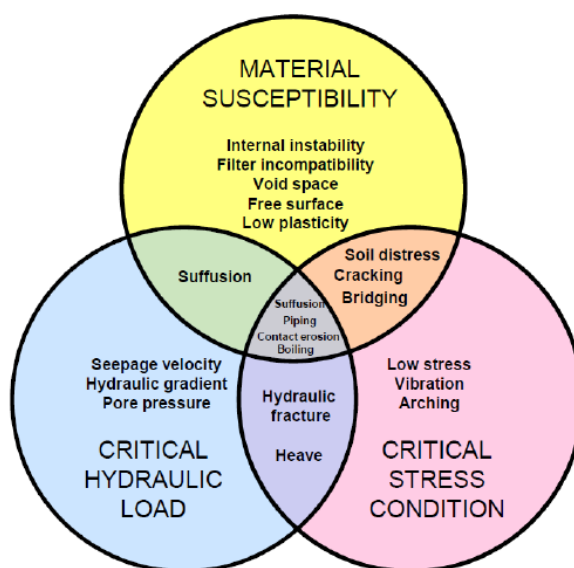 MATERIAL
SUSCEPTIBILITY
Internal instability
Filter incompatibility
Void space
Free surface
Low plasticity
Suffusion
Soil distress
Cracking
Bridging
Suffusion
Piping
Contact erosion
Boiling
Seepage velocity
Hydraulic gradient
Pore pressure
CRITICAL
HYDRAULIC
LOAD
Hydraulic
fracture
Heave
Low stress
Vibration
Arching
CRITICAL
STRESS
CONDITION